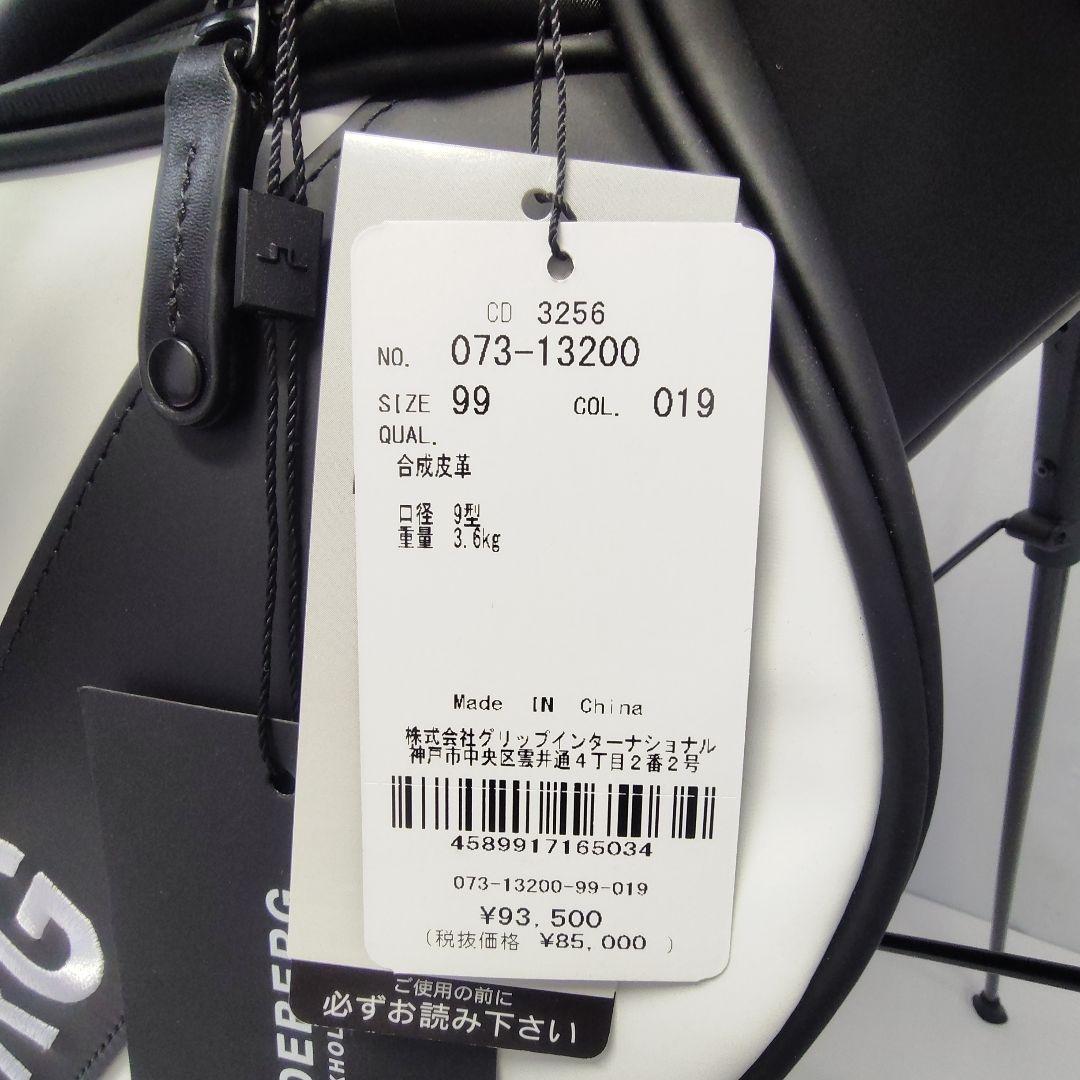 CD 3256
NO. 073-13200
SIZE 99 COL. 019
QUAL.
合成皮革
口径 9型
重量 3.6kg
Made IN China
株式会社グリップインターナショナル
神戸市中央区雲井通4丁目2番2号
4589917165034
073-13200-99-019
¥93,500
(税抜価格 ¥85,000 )
ご使用の前に
必ずお読み下さい